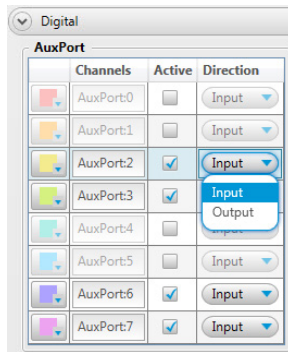 Digital
AuxPort
Channels Active Direction
AuxPort:0 Input
AuxPort:1 Input
AuxPort:2 Input
AuxPort:3 Input
Output
AuxPort:4
AuxPort:5 Input
AuxPort:6 Input
AuxPort:7 Input